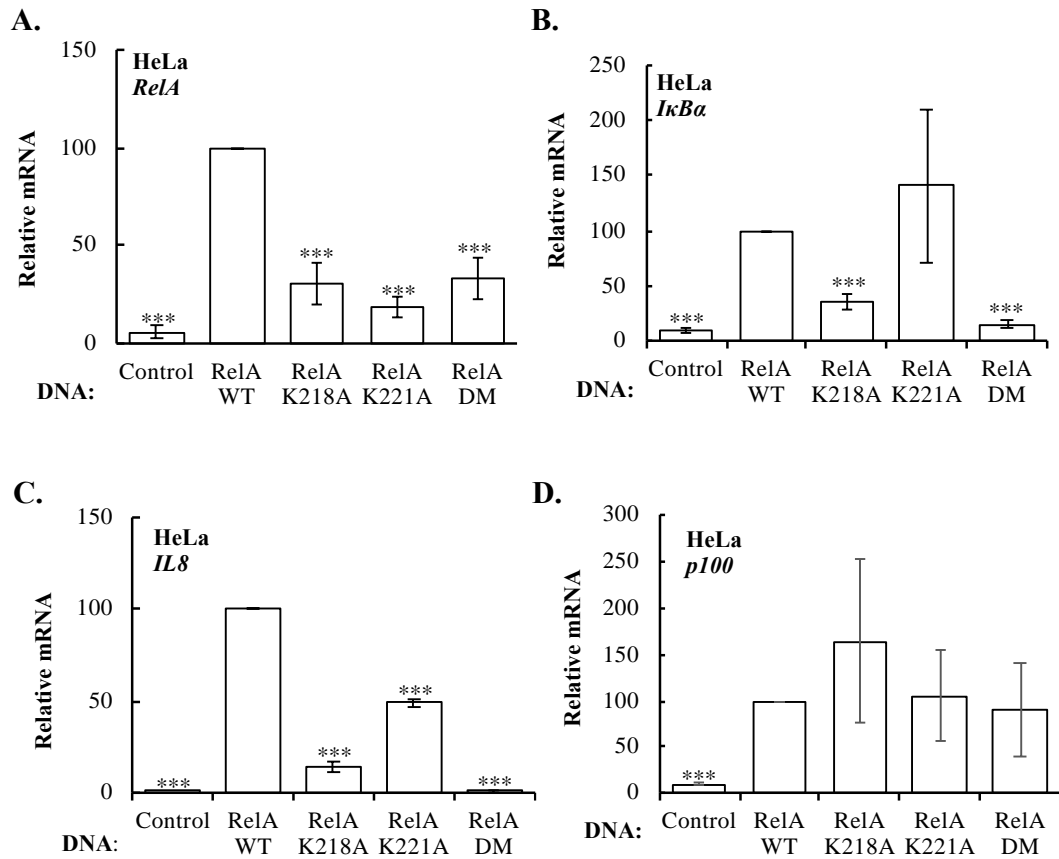 A.
HeLa
RelA
Relative mRNA
150
100
50
0
***
***
***
***
Control RelA RelA RelA RelA
WT K218A K221A DM
DNA:
B.
HeLa
IκBα
Relative mRNA
250
200
150
100
50
0
***
***
***
Control RelA RelA RelA RelA
WT K218A K221A DM
DNA:
C.
HeLa
IL8
Relative mRNA
150
100
50
0
***
***
***
***
Control RelA RelA RelA RelA
WT K218A K221A DM
DNA:
D.
HeLa
p100
Relative mRNA
300
250
200
150
100
50
0
***
Control RelA RelA RelA RelA
WT K218A K221A DM
DNA: